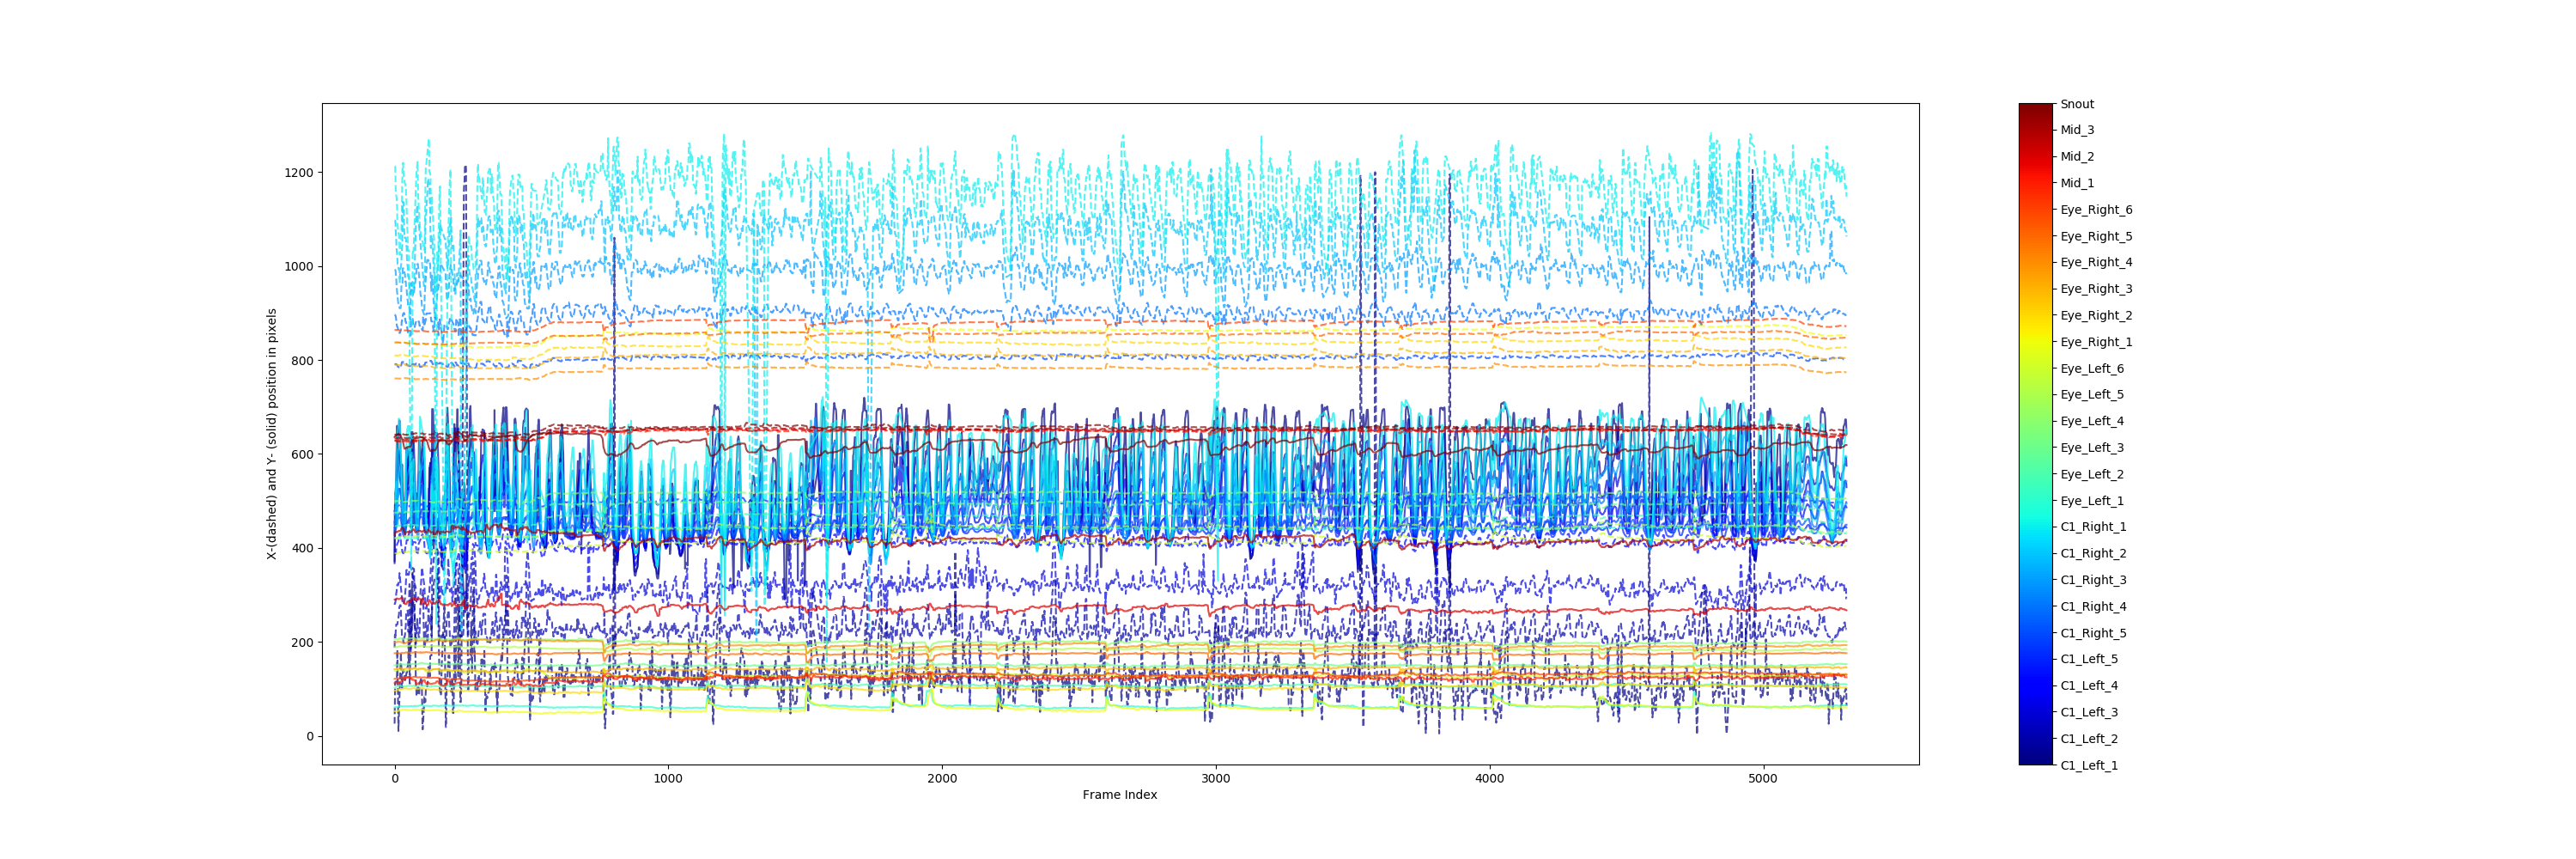 1200
1000
800
600
400
200
0
X-(dashed) and Y- (solid) position in pixels
0 1000 2000 3000 4000 5000
Frame Index
Snout
Mid_3
Mid_2
Mid_1
Eye_Right_6
Eye_Right_5
Eye_Right_4
Eye_Right_3
Eye_Right_2
Eye_Right_1
Eye_Left_6
Eye_Left_5
Eye_Left_4
Eye_Left_3
Eye_Left_2
Eye_Left_1
C1_Right_1
C1_Right_2
C1_Right_3
C1_Right_4
C1_Right_5
C1_Left_5
C1_Left_4
C1_Left_3
C1_Left_2
C1_Left_1